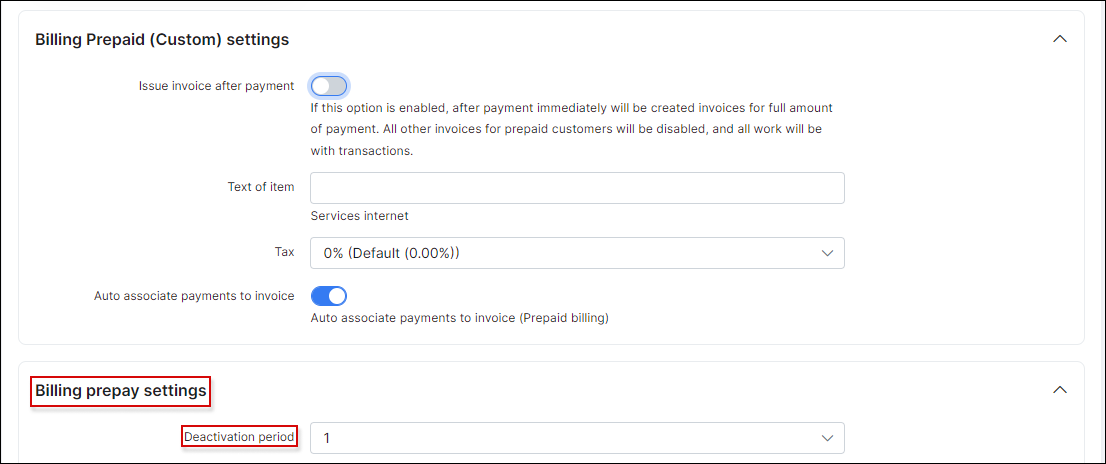 Billing Prepaid (Custom) settings
Issue invoice after payment
If this option is enabled, after payment immediately will be created invoices for full amount
of payment. All other invoices for prepaid customers will be disabled, and all work will be
with transactions.
Text of item
Services internet
Tax
0% (Default (0.00%))
Auto associate payments to invoice
Auto associate payments to invoice (Prepaid billing)
Billing prepay settings
Deactivation period
1